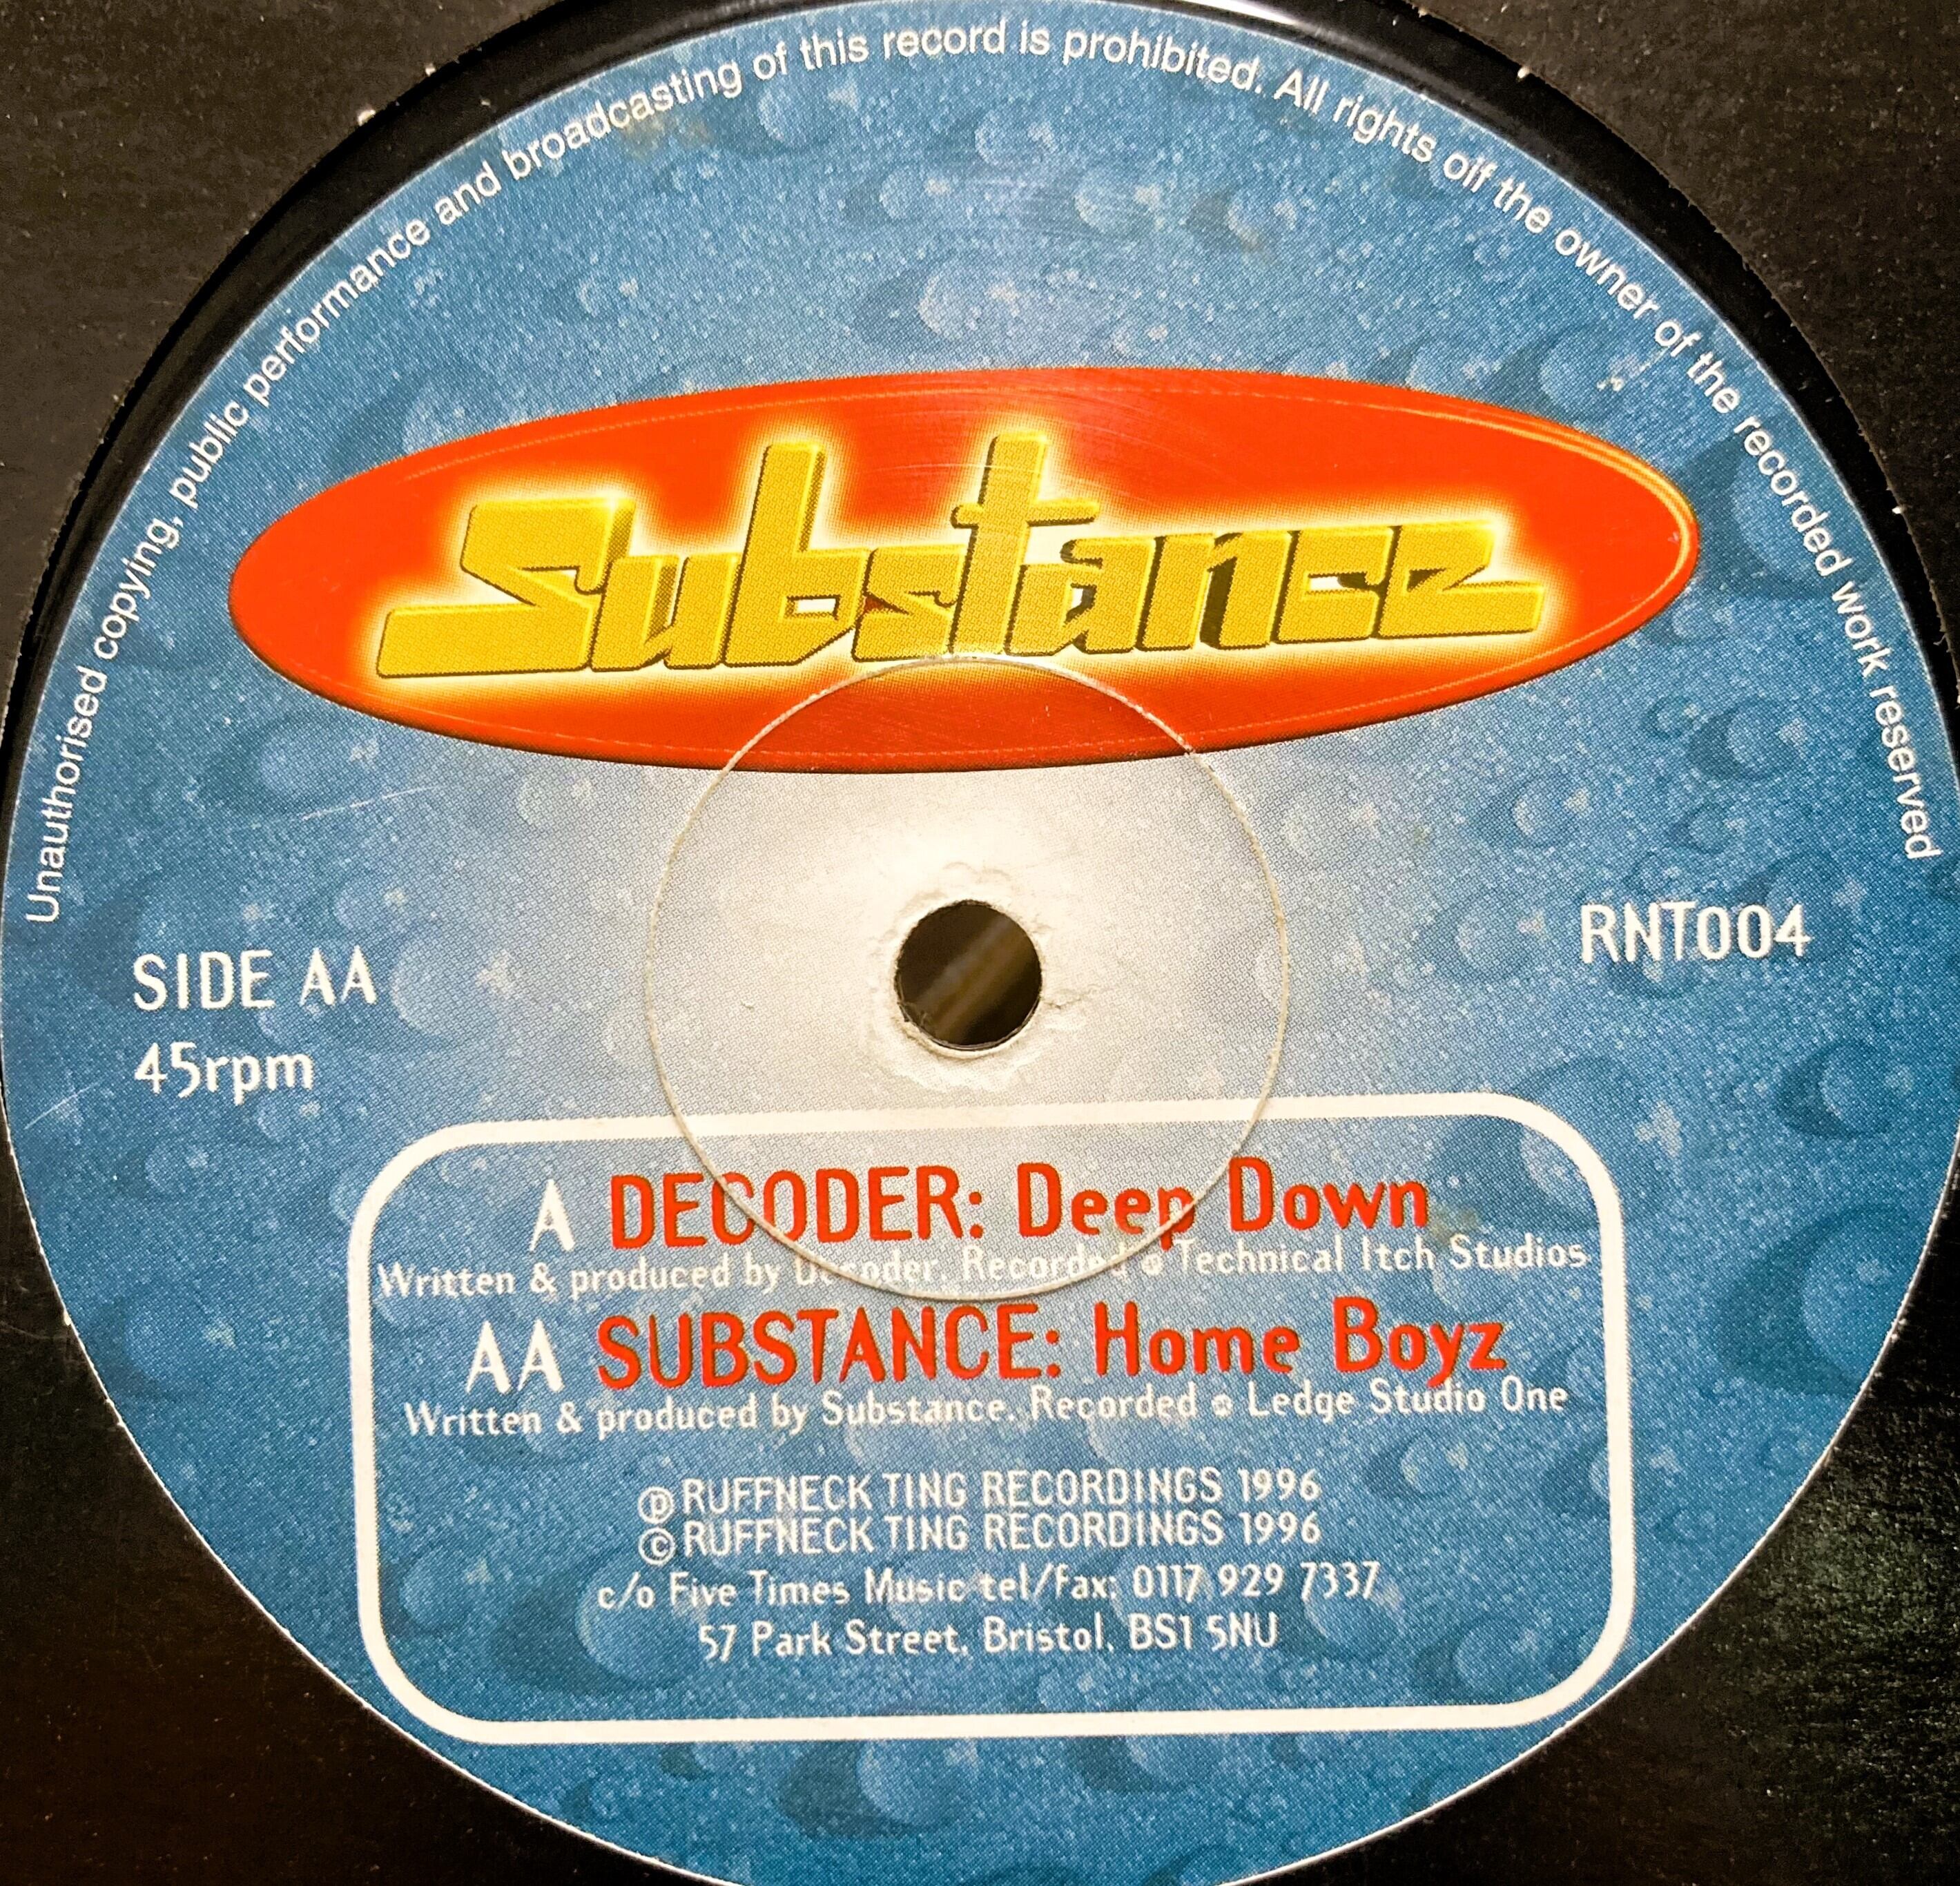 Unauthorised copying, public performance and broadcasting of this record is prohibited. All rights oif the owner of the recorded work reserved
Substance
SIDE AA
45rpm
RNT004
A DECODER: Deep Down
Written & produced by Decoder. Recorded @ Technical Itch Studios
AA SUBSTANCE: Home Boyz
Written & produced by Substance. Recorded @ Ledge Studio One
℗ RUFFNECK TING RECORDINGS 1996
© RUFFNECK TING RECORDINGS 1996
c/o Five Times Music tel/fax: 0117 929 7337
57 Park Street, Bristol, BS1 5NU